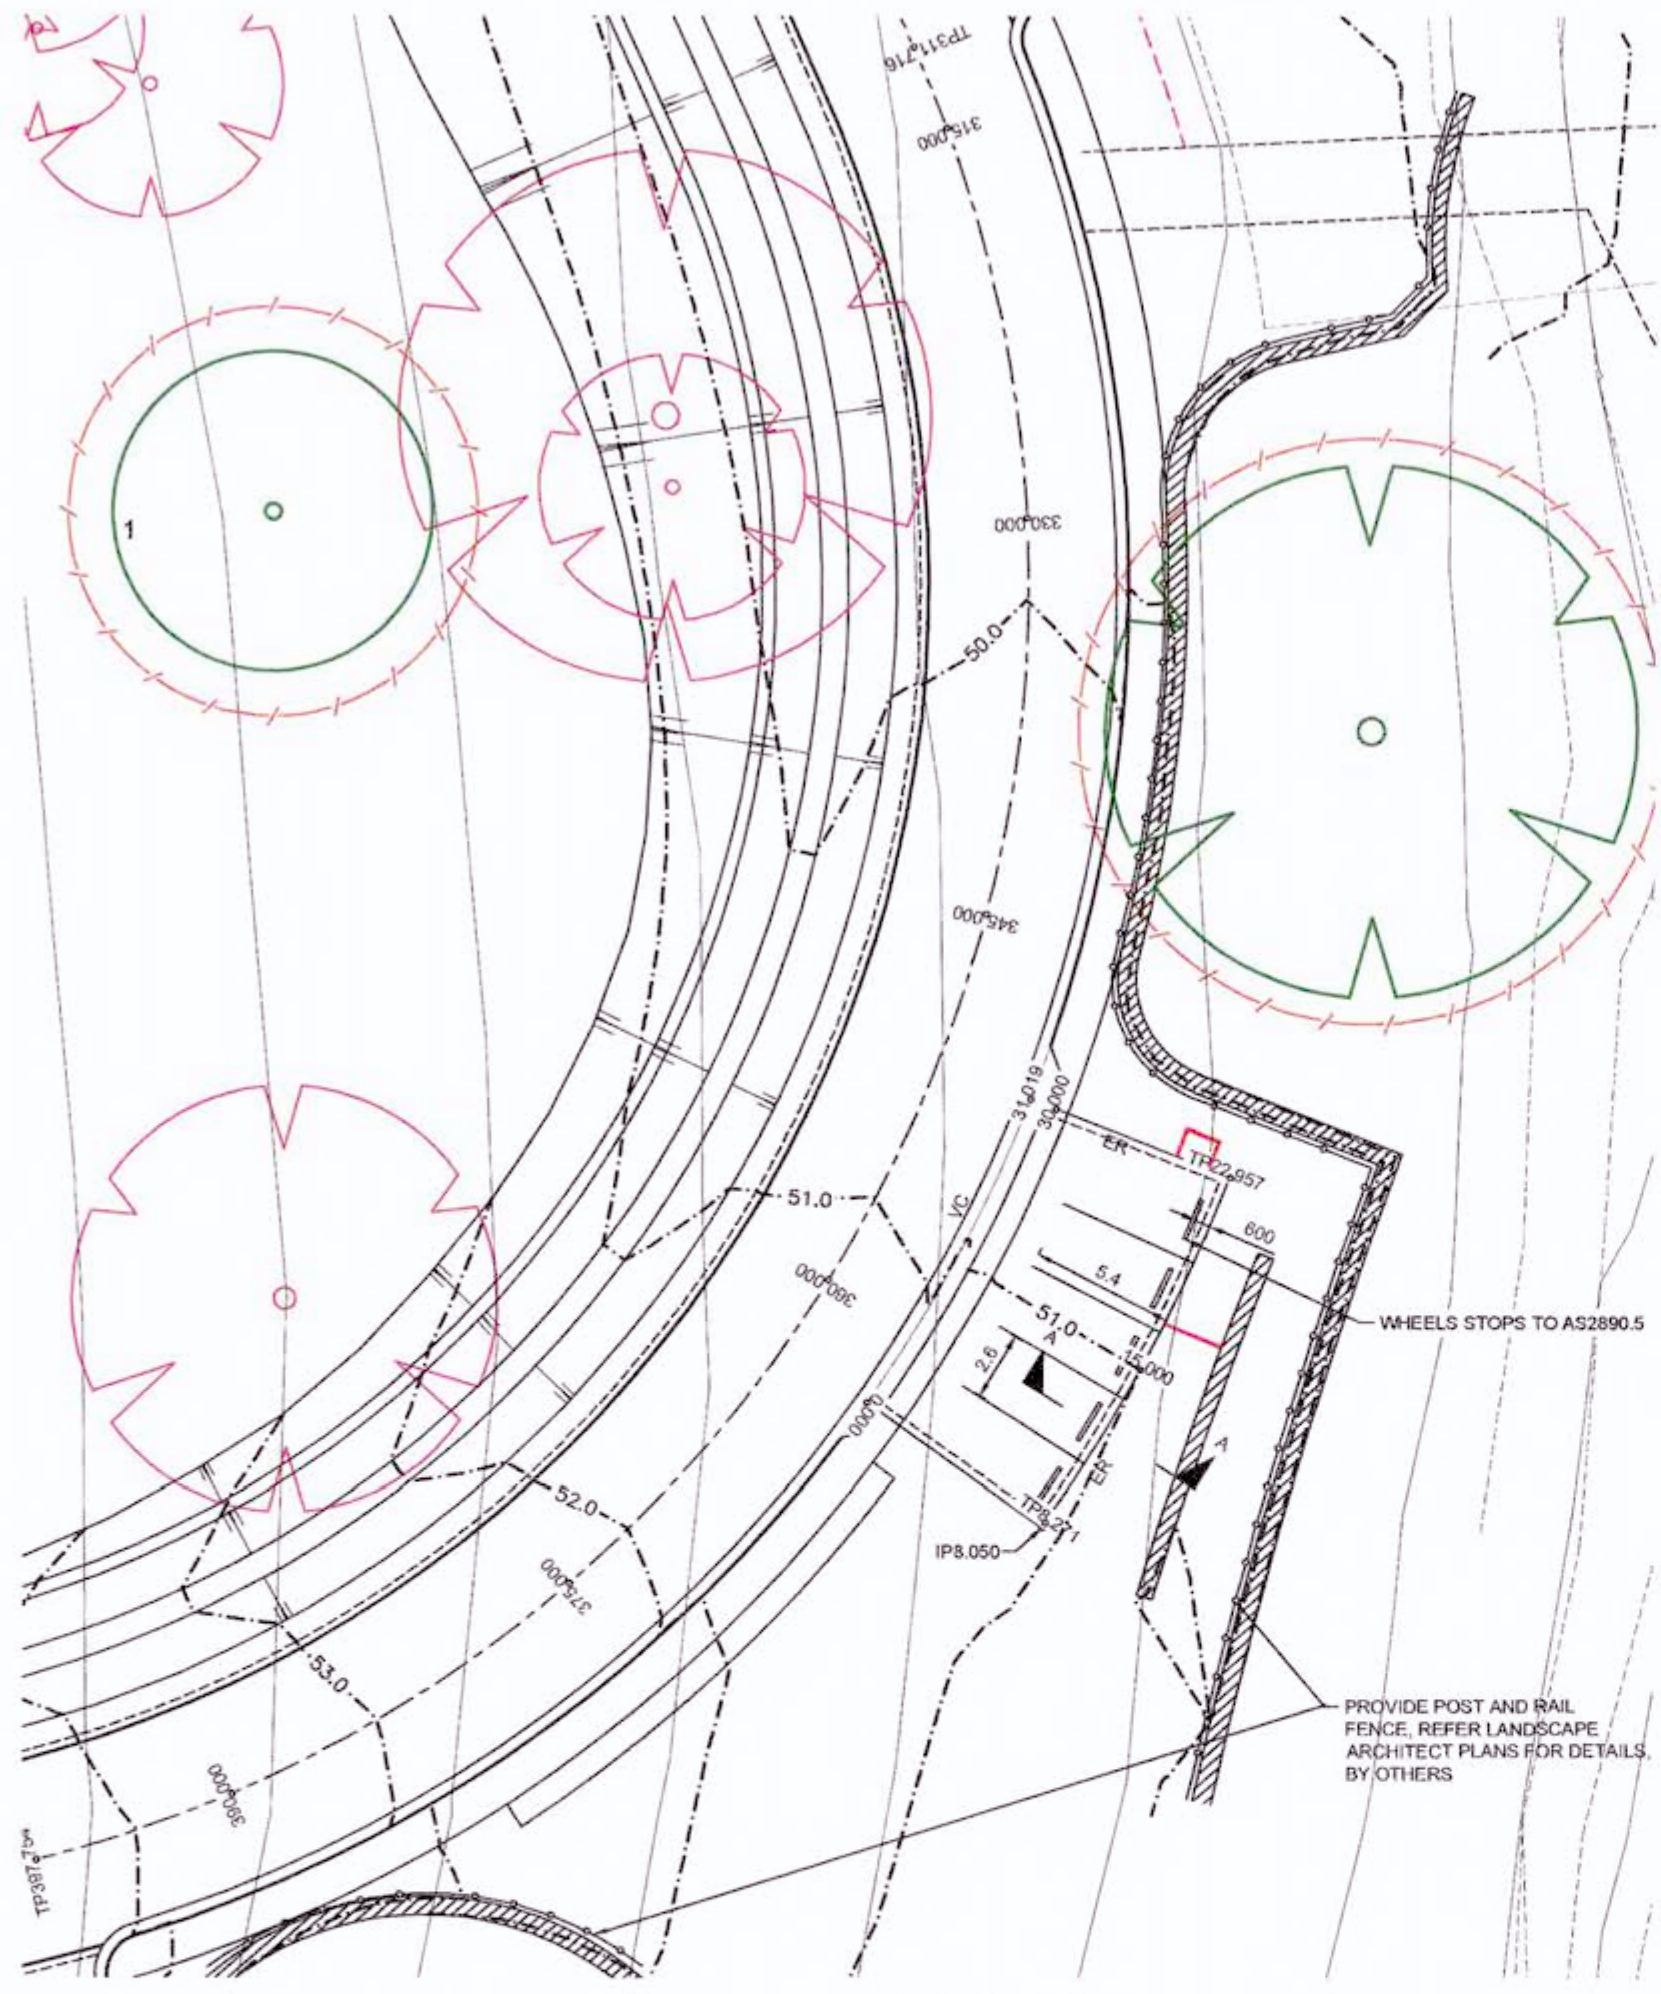 TP311.716
315.000
330.000
1
50.0
345.000
31.019
30.000
ER
TP22.957
VC
51.0
600
5.4
360.000
WHEELS STOPS TO AS2890.5
51.0
A
2.6
15.000
0.000
A
ER
52.0
TP8.271
IP8.050
375.000
53.0
PROVIDE POST AND RAIL
FENCE, REFER LANDSCAPE
ARCHITECT PLANS FOR DETAILS,
BY OTHERS
390.000